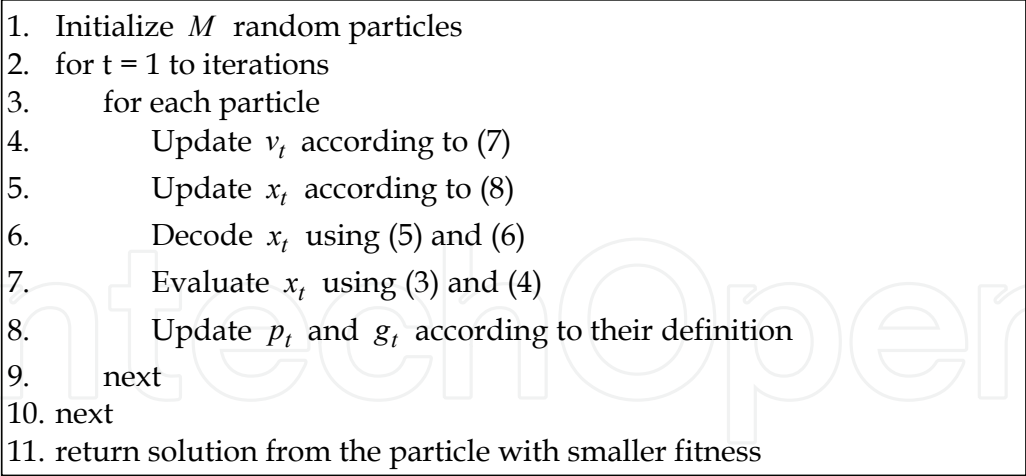 1. Initialize M random particles
2. for t = 1 to iterations
3. for each particle
4. Update v_t according to (7)
5. Update x_t according to (8)
6. Decode x_t using (5) and (6)
7. Evaluate x_t using (3) and (4)
8. Update p_t and g_t according to their definition
9. next
10. next
11. return solution from the particle with smaller fitness
ntechOpen